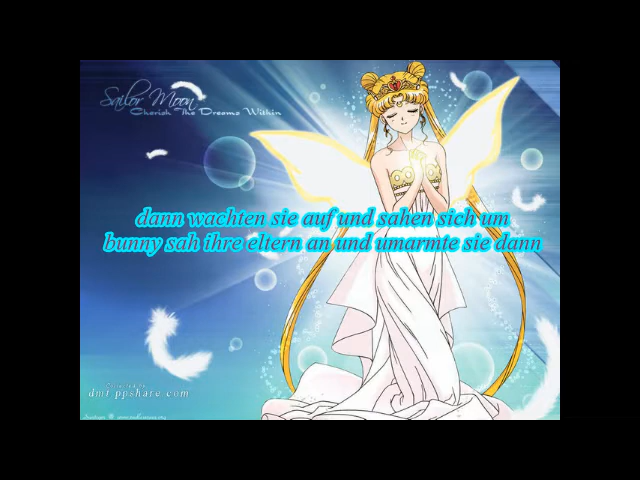 Sailor Moon
Cherish The Dreams Within
dann wachten sie auf und sahen sich um
bunny sah ihre eltern an und umarmte sie dann
dmt.ppshare.com